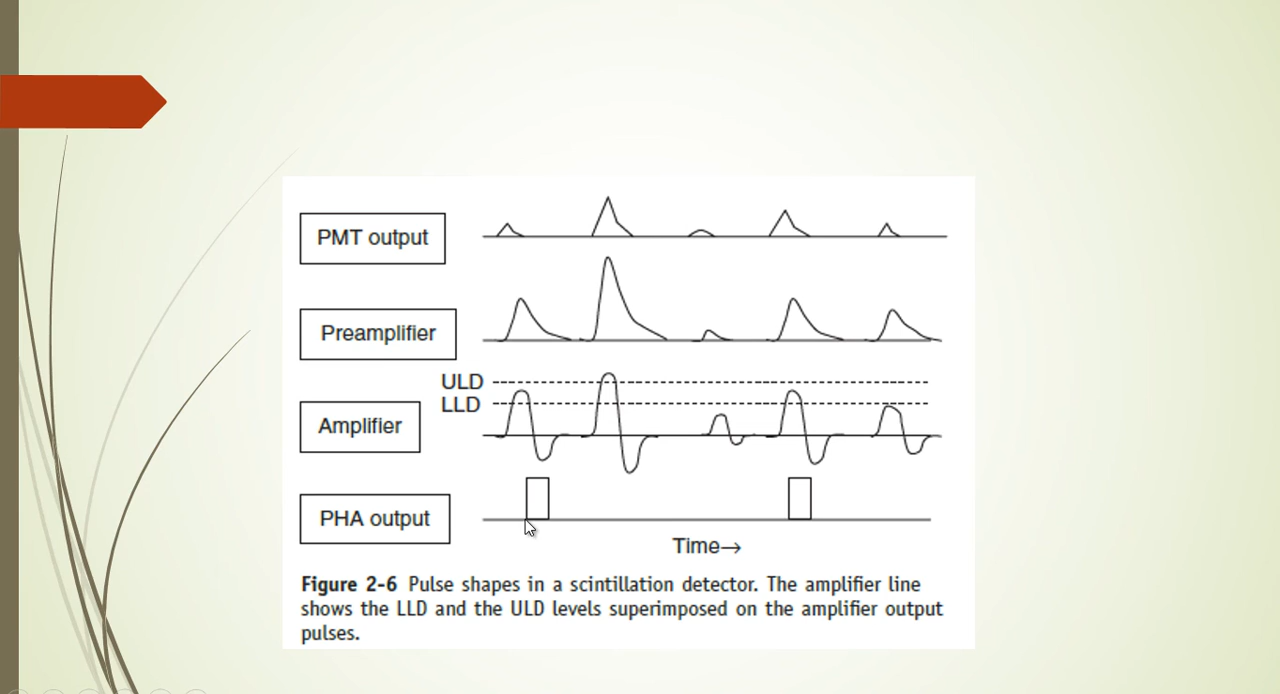 PMT output
Preamplifier
ULD
LLD
Amplifier
PHA output
Time→
Figure 2-6 Pulse shapes in a scintillation detector. The amplifier line
shows the LLD and the ULD levels superimposed on the amplifier output
pulses.